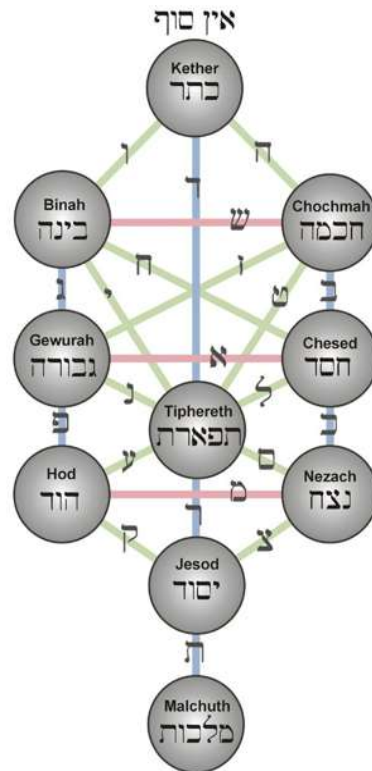 אין סוף
Kether
כתר
ו
ה
ד
Binah
בינה
ש
Chochmah
חכמה
ח
ז
ג
י
ט
ב
Gewurah
גבורה
א
Chesed
חסד
נ
ל
Tiphereth
תפארת
פ
כ
ע
ס
Hod
הוד
מ
Nezach
נצח
ר
ק
צ
Jesod
יסוד
ת
Malchuth
מלכות